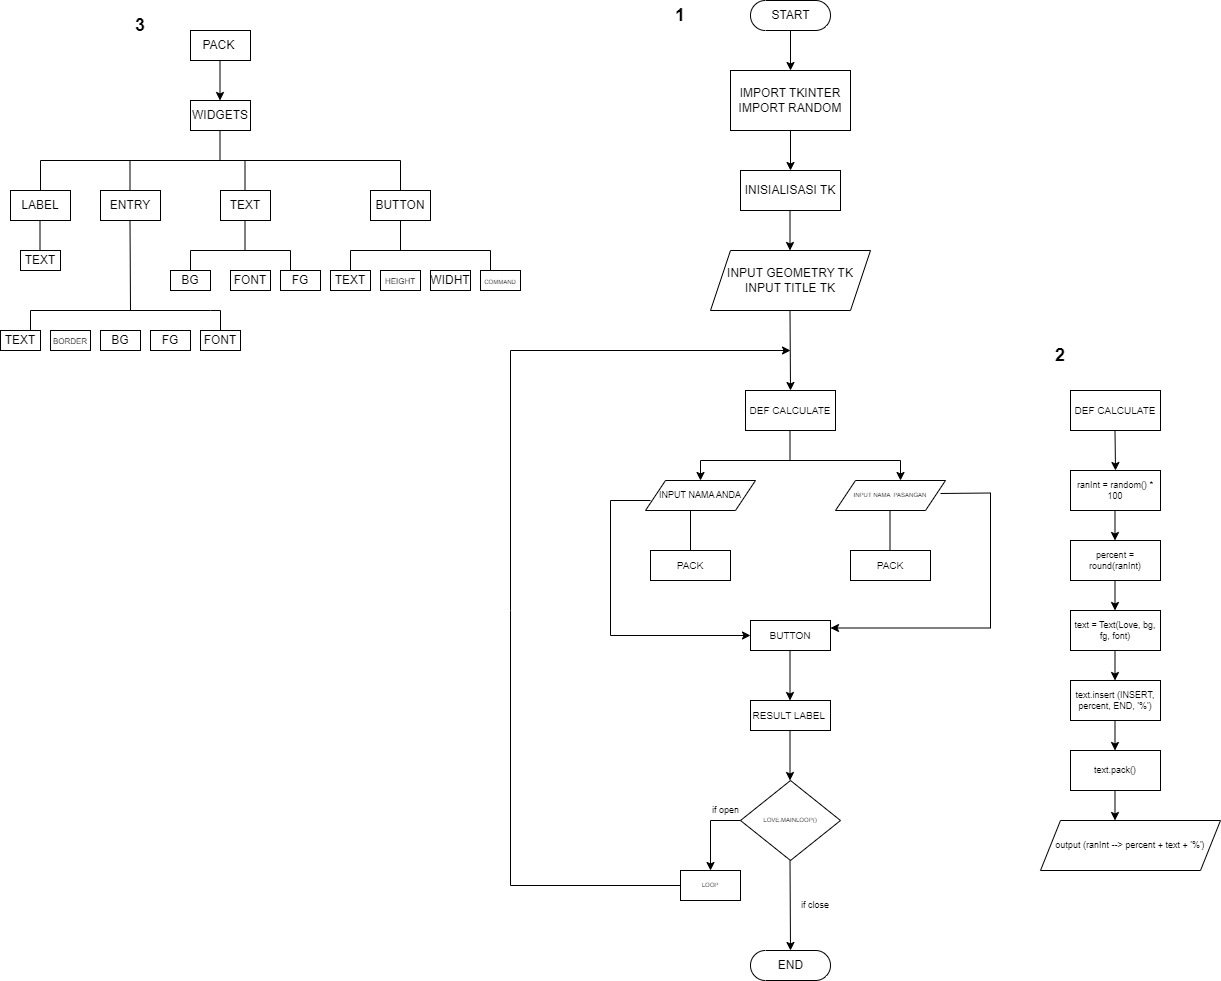 3
PACK
WIDGETS
LABEL
ENTRY
TEXT
BUTTON
TEXT
BG
FONT
FG
TEXT
HEIGHT
WIDHT
COMMAND
TEXT
BORDER
BG
FG
FONT
1
START
IMPORT TKINTER
IMPORT RANDOM
INISIALISASI TK
INPUT GEOMETRY TK
INPUT TITLE TK
DEF CALCULATE
INPUT NAMA ANDA
INPUT NAMA PASANGAN
PACK
PACK
BUTTON
RESULT LABEL
LOVE.MAINLOOP()
if open
LOOP
if close
END
2
DEF CALCULATE
ranInt = random() *
100
percent =
round(ranInt)
text = Text(Love, bg,
fg, font)
text.insert (INSERT,
percent, END, '%')
text.pack()
output (ranInt --> percent + text + '%')